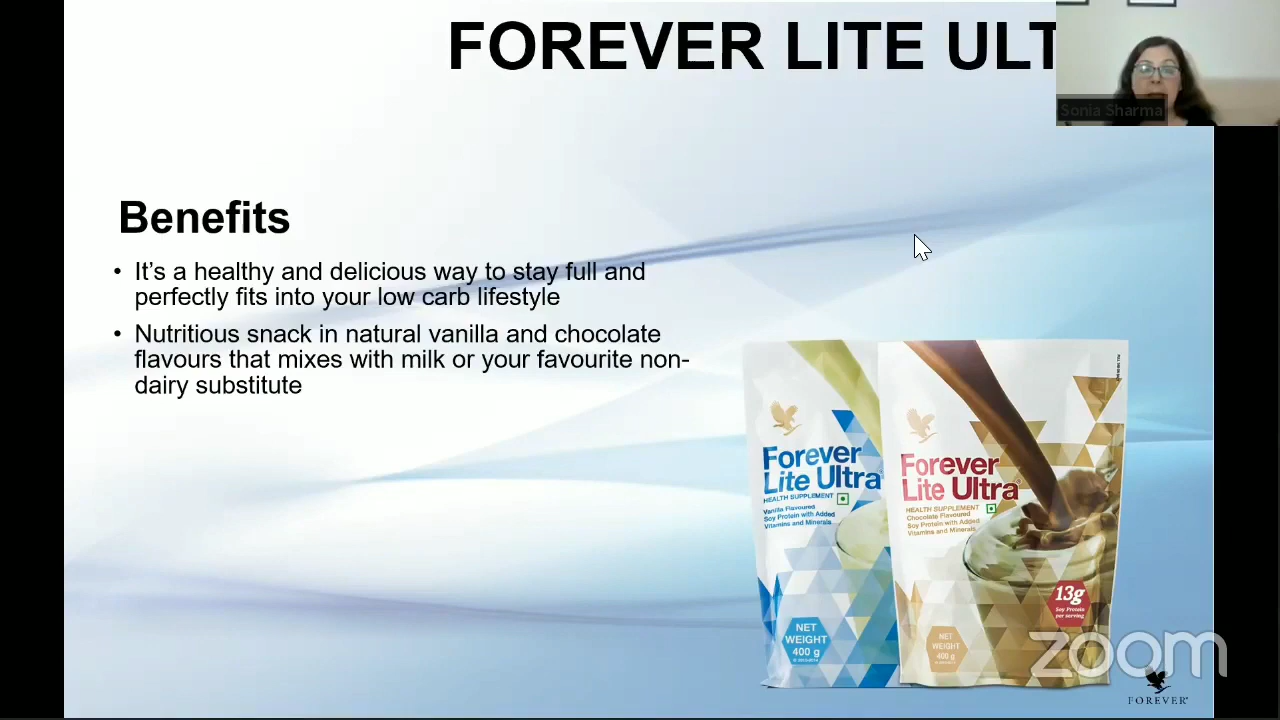 FOREVER LITE ULT
Sonia Sharma
Benefits
• It’s a healthy and delicious way to stay full and
perfectly fits into your low carb lifestyle
• Nutritious snack in natural vanilla and chocolate
flavours that mixes with milk or your favourite non-
dairy substitute
Forever
Lite Ultra
HEALTH SUPPLEMENT
Vanilla Flavoured
Soy Protein with Added
Vitamins and Minerals
NET
WEIGHT
400 g
Forever
Lite Ultra
HEALTH SUPPLEMENT
Chocolate Flavoured
Soy Protein with Added
Vitamins and Minerals
13g
Soy Protein
per serving
NET
WEIGHT
400 g
zoom
FOREVER